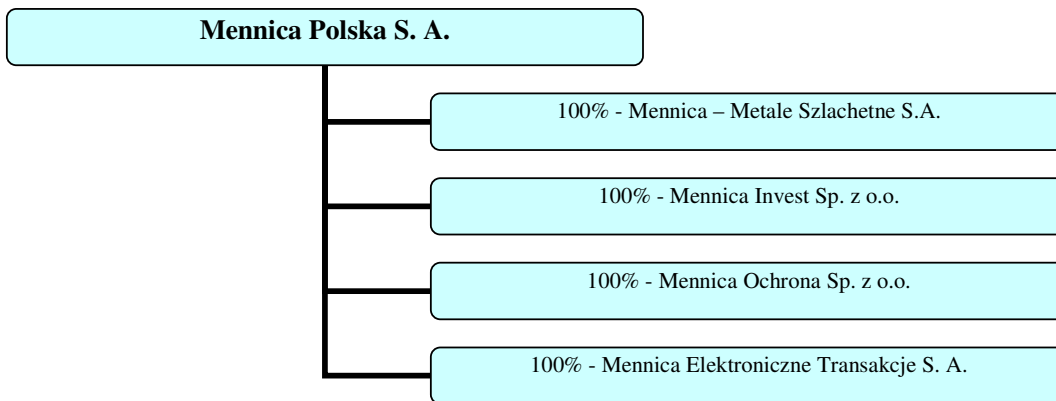 Mennica Polska S. A.
100% - Mennica – Metale Szlachetne S.A.
100% - Mennica Invest Sp. z o.o.
100% - Mennica Ochrona Sp. z o.o.
100% - Mennica Elektroniczne Transakcje S. A.